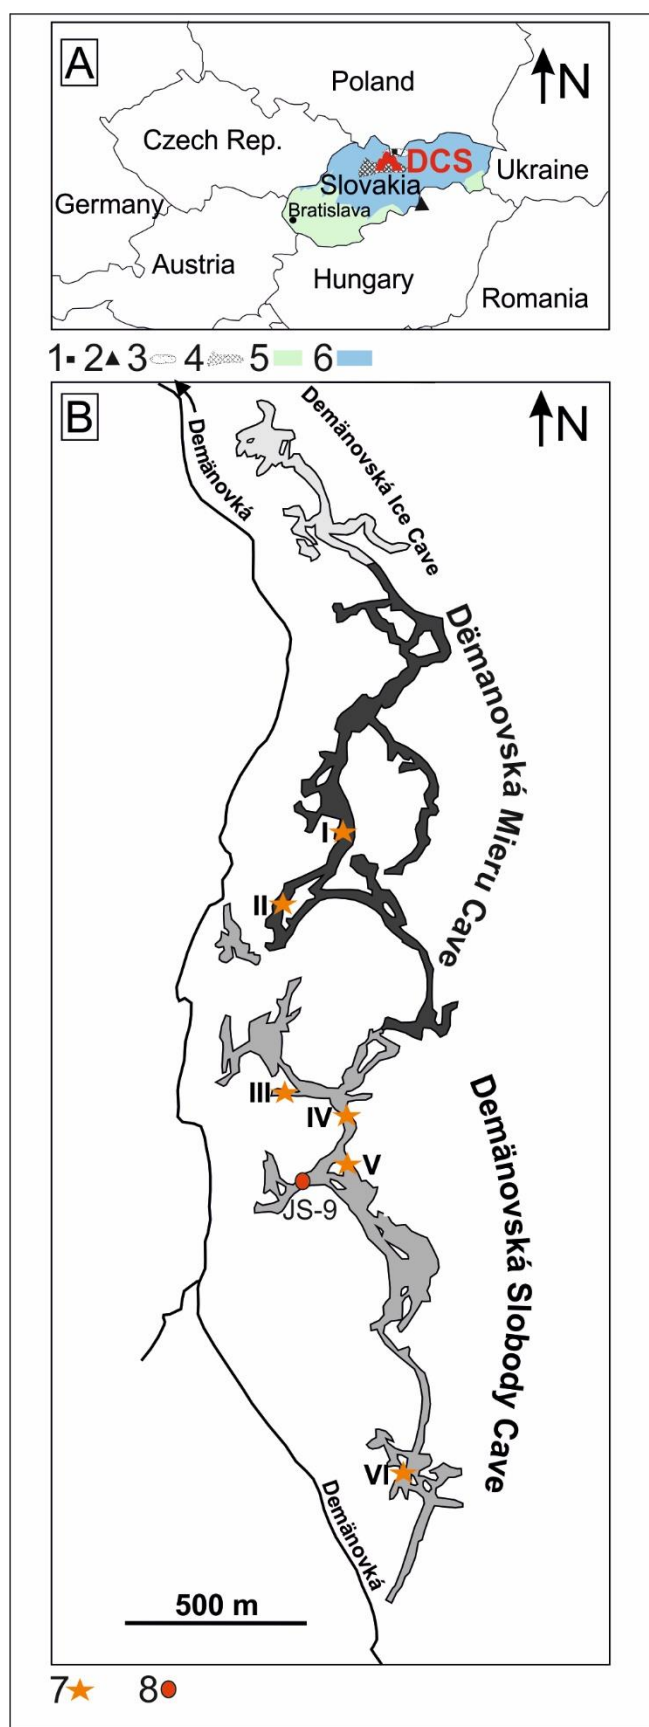 A
N
Poland
Czech Rep.
DCS
Ukraine
Slovakia
Germany
Bratislava
Austria
Hungary
Romania
1 2 3 4 5 6
B
N
Demänovká
Demänovská Ice Cave
Dëmanovská Mieru Cave
I
II
III
IV
V
JS-9
Demänovská Slobody Cave
VI
Demänovká
500 m
7 8